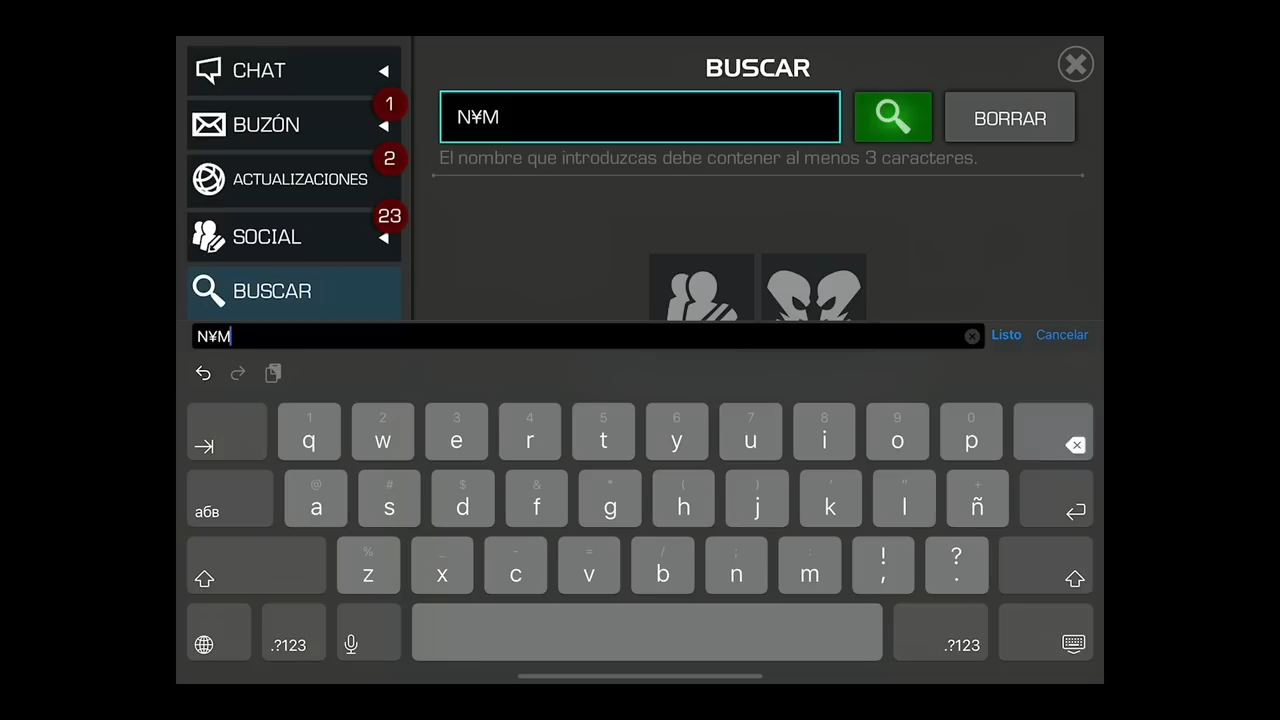 CHAT
BUZÓN
1
ACTUALIZACIONES
2
SOCIAL
23
BUSCAR
BUSCAR
N¥M
BORRAR
El nombre que introduzcas debe contener al menos 3 caracteres.
N¥M
Listo Cancelar
1 2 3 4 5 6 7 8 9 0
q w e r t y u i o p
@ # $ & * ( ) ' " +
абв a s d f g h j k l ñ
% _ - = / ; : ! ?
z x c v b n m , .
.?123 .?123